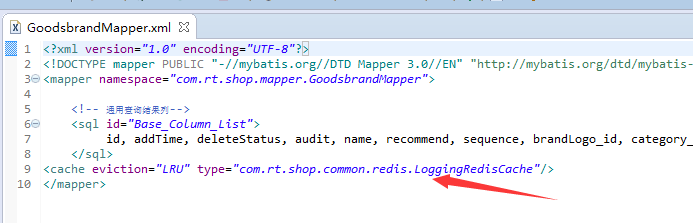 GoodsbrandMapper.xml
1 <?xml version="1.0" encoding="UTF-8"?>
2 <!DOCTYPE mapper PUBLIC "-//mybatis.org//DTD Mapper 3.0//EN" "http://mybatis.org/dtd/mybatis-
3 <mapper namespace="com.rt.shop.mapper.GoodsbrandMapper">
4
5 <!-- 通用查询结果列-->
6 <sql id="Base_Column_List">
7 id, addTime, deleteStatus, audit, name, recommend, sequence, brandLogo_id, category_
8 </sql>
9 <cache eviction="LRU" type="com.rt.shop.common.redis.LoggingRedisCache"/>
10 </mapper>